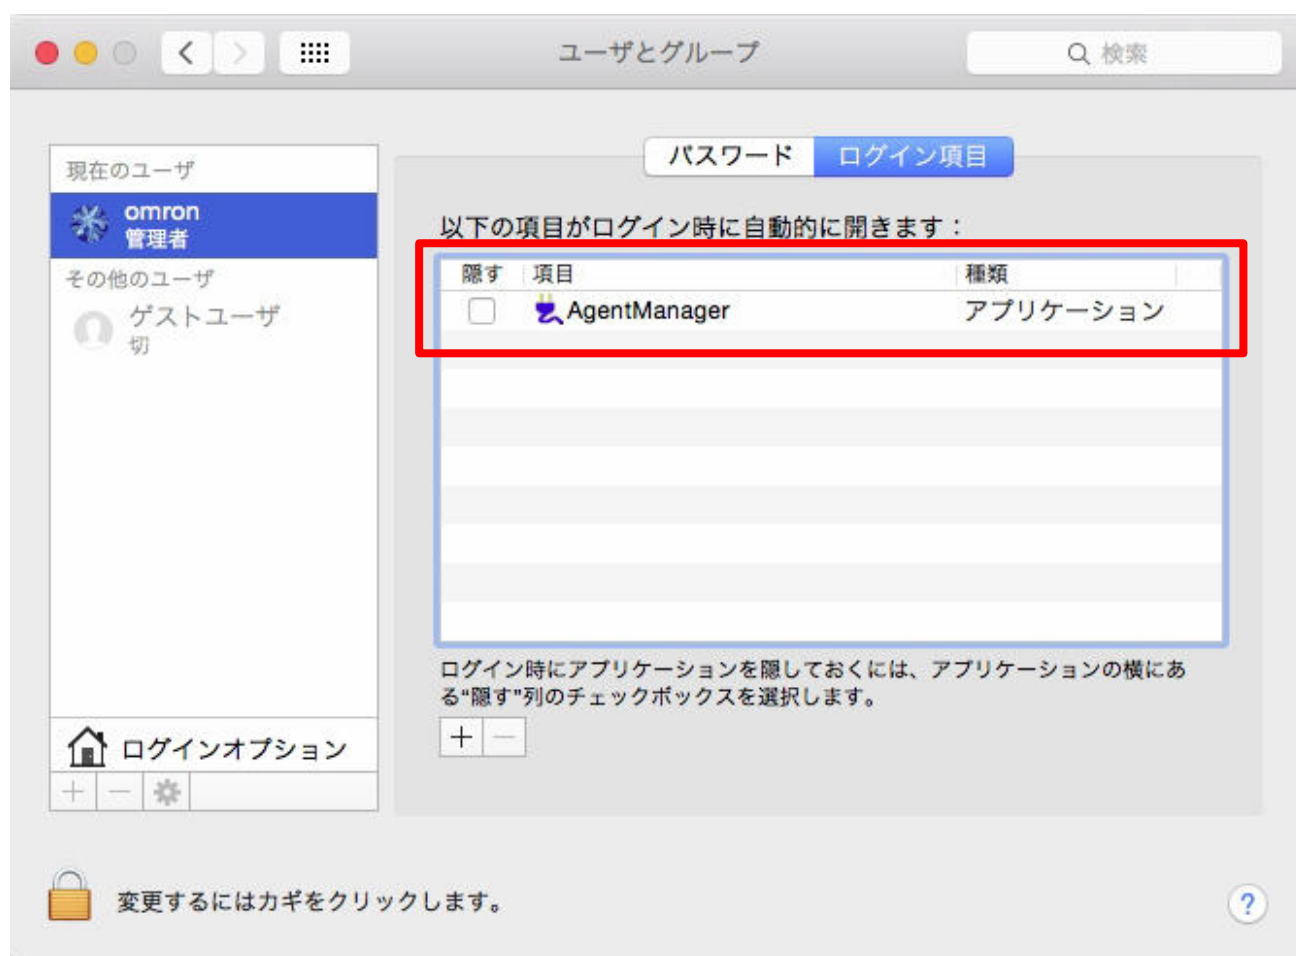 ユーザとグループ
検索
現在のユーザ
omron
管理者
その他のユーザ
ゲストユーザ
切
ログインオプション
パスワード
ログイン項目
以下の項目がログイン時に自動的に開きます：
隠す 項目 種類
AgentManager アプリケーション
ログイン時にアプリケーションを隠しておくには、アプリケーションの横にあ
る“隠す”列のチェックボックスを選択します。
変更するにはカギをクリックします。
?